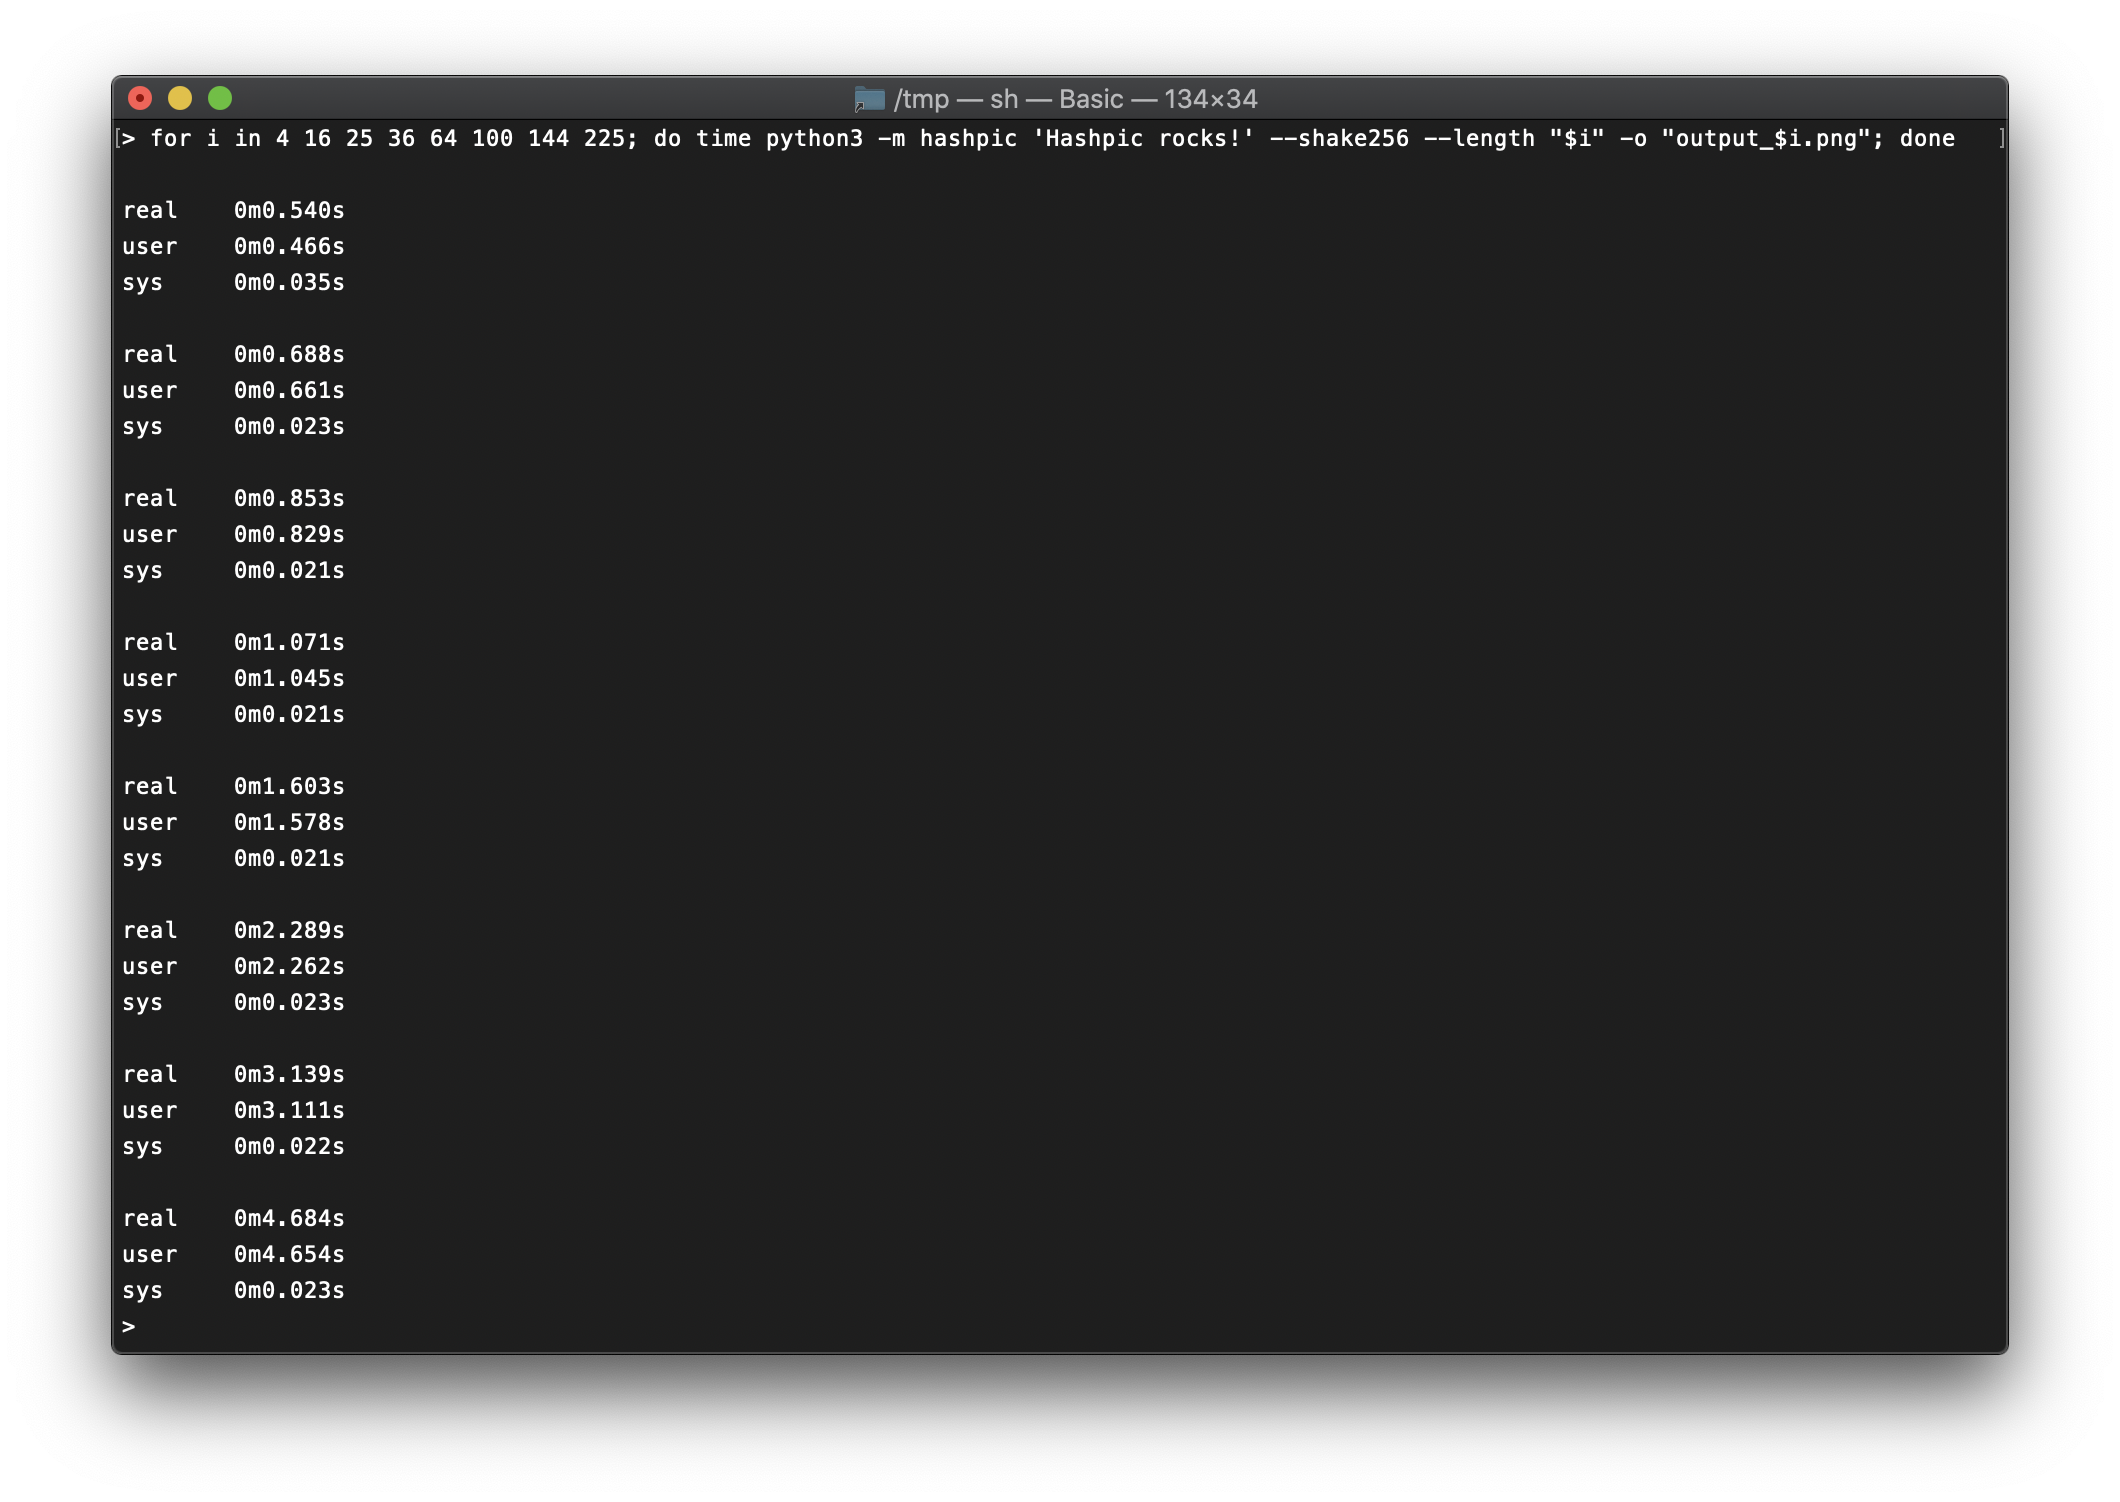 /tmp — sh — Basic — 134×34
[> for i in 4 16 25 36 64 100 144 225; do time python3 -m hashpic 'Hashpic rocks!' --shake256 --length "$i" -o "output_$i.png"; done ]
real 0m0.540s
user 0m0.466s
sys 0m0.035s
real 0m0.688s
user 0m0.661s
sys 0m0.023s
real 0m0.853s
user 0m0.829s
sys 0m0.021s
real 0m1.071s
user 0m1.045s
sys 0m0.021s
real 0m1.603s
user 0m1.578s
sys 0m0.021s
real 0m2.289s
user 0m2.262s
sys 0m0.023s
real 0m3.139s
user 0m3.111s
sys 0m0.022s
real 0m4.684s
user 0m4.654s
sys 0m0.023s
>